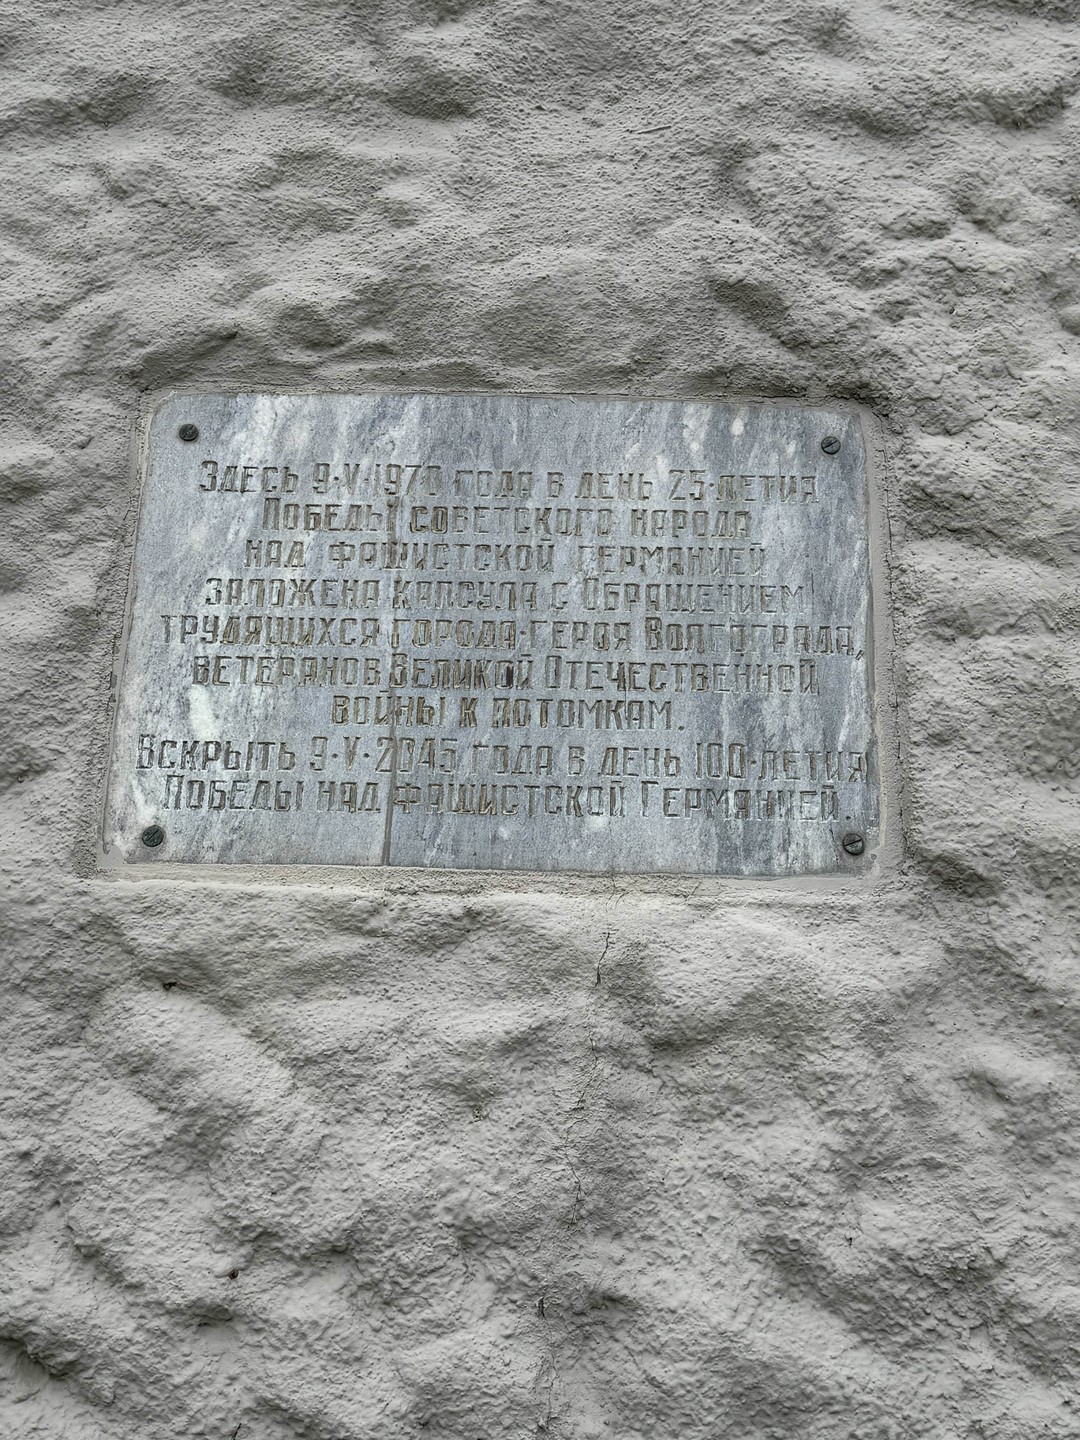 Здесь 9·V·1970 года в день 25-летия
Победы советского народа
над фашистской Германией
заложена капсула с Обращением
трудящихся города-героя Волгограда,
ветеранов Великой Отечественной
войны к потомкам.
Вскрыть 9·V·2045 года в день 100-летия
Победы над фашистской Германией.